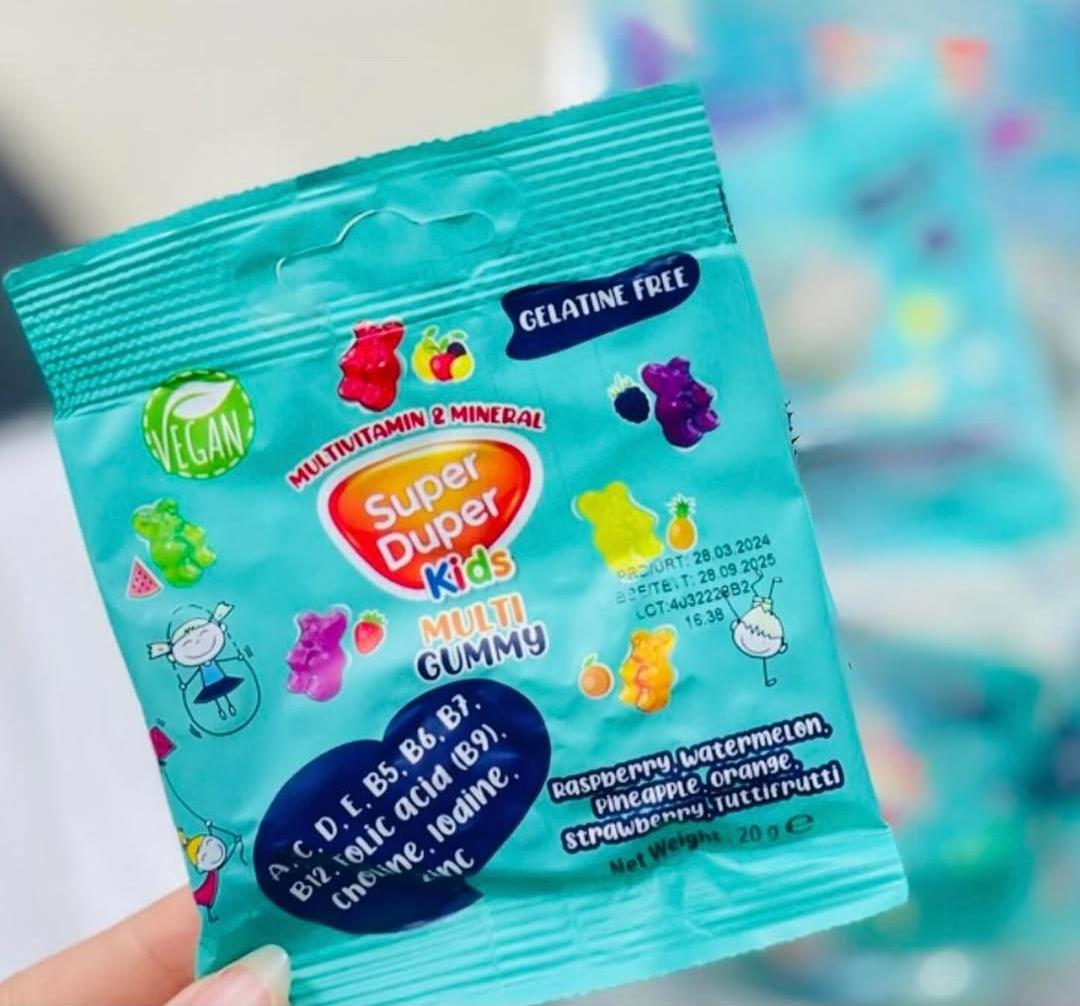 GELATINE FREE
VEGAN
MULTIVITAMIN & MINERAL
Super
Duper
Kids
MULTI
GUMMY
28.03.2024
28.09.2025
16.38
A, C, D, E, B5, B6, B7,
B12, Folic acid (B9),
Choline, Iodine,
Raspberry, Watermelon,
Pineapple, Orange,
Strawberry, Tuttifrutti
Net Weight: 20 g e